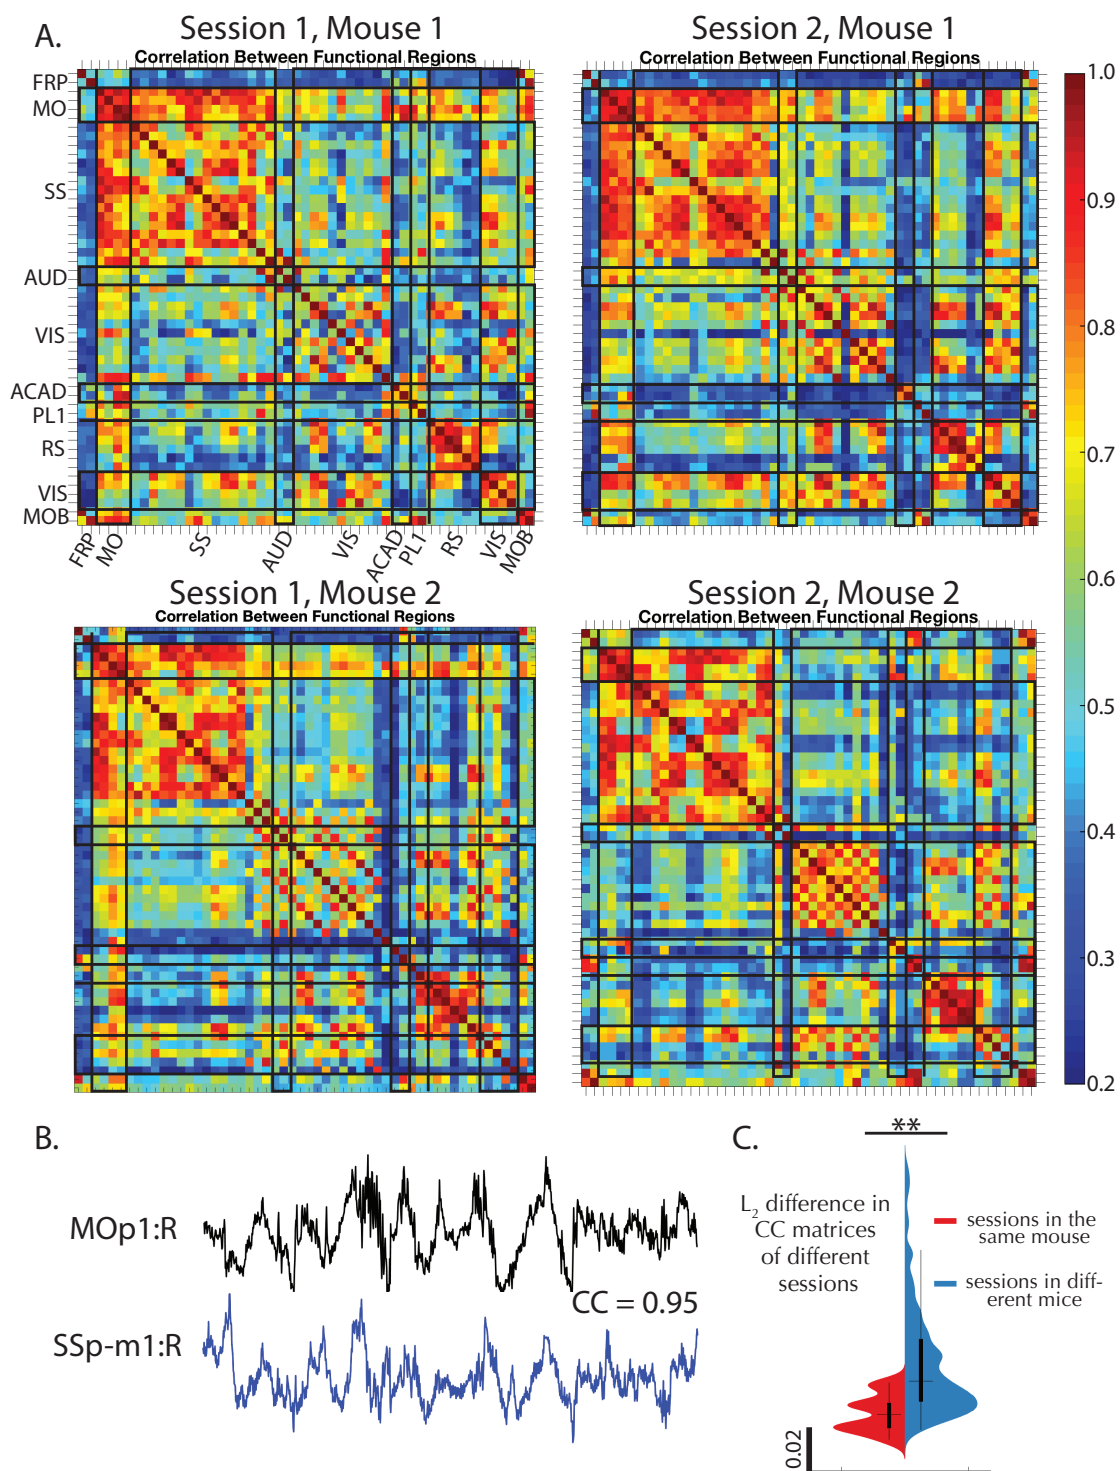 A.
Session 1, Mouse 1
Correlation Between Functional Regions
Session 2, Mouse 1
Correlation Between Functional Regions
FRP
MO
SS
AUD
VIS
ACAD
PL1
RS
VIS
MOB
FRP
MO
SS
AUD
VIS
ACAD
PL1
RS
VIS
MOB
1.0
0.9
0.8
0.7
0.6
0.5
0.4
0.3
0.2
Session 1, Mouse 2
Correlation Between Functional Regions
Session 2, Mouse 2
Correlation Between Functional Regions
B.
MOp1:R
CC = 0.95
SSp-m1:R
C.
**
L2 difference in
CC matrices
of different
sessions
sessions in the
same mouse
sessions in diff-
erent mice
0.02